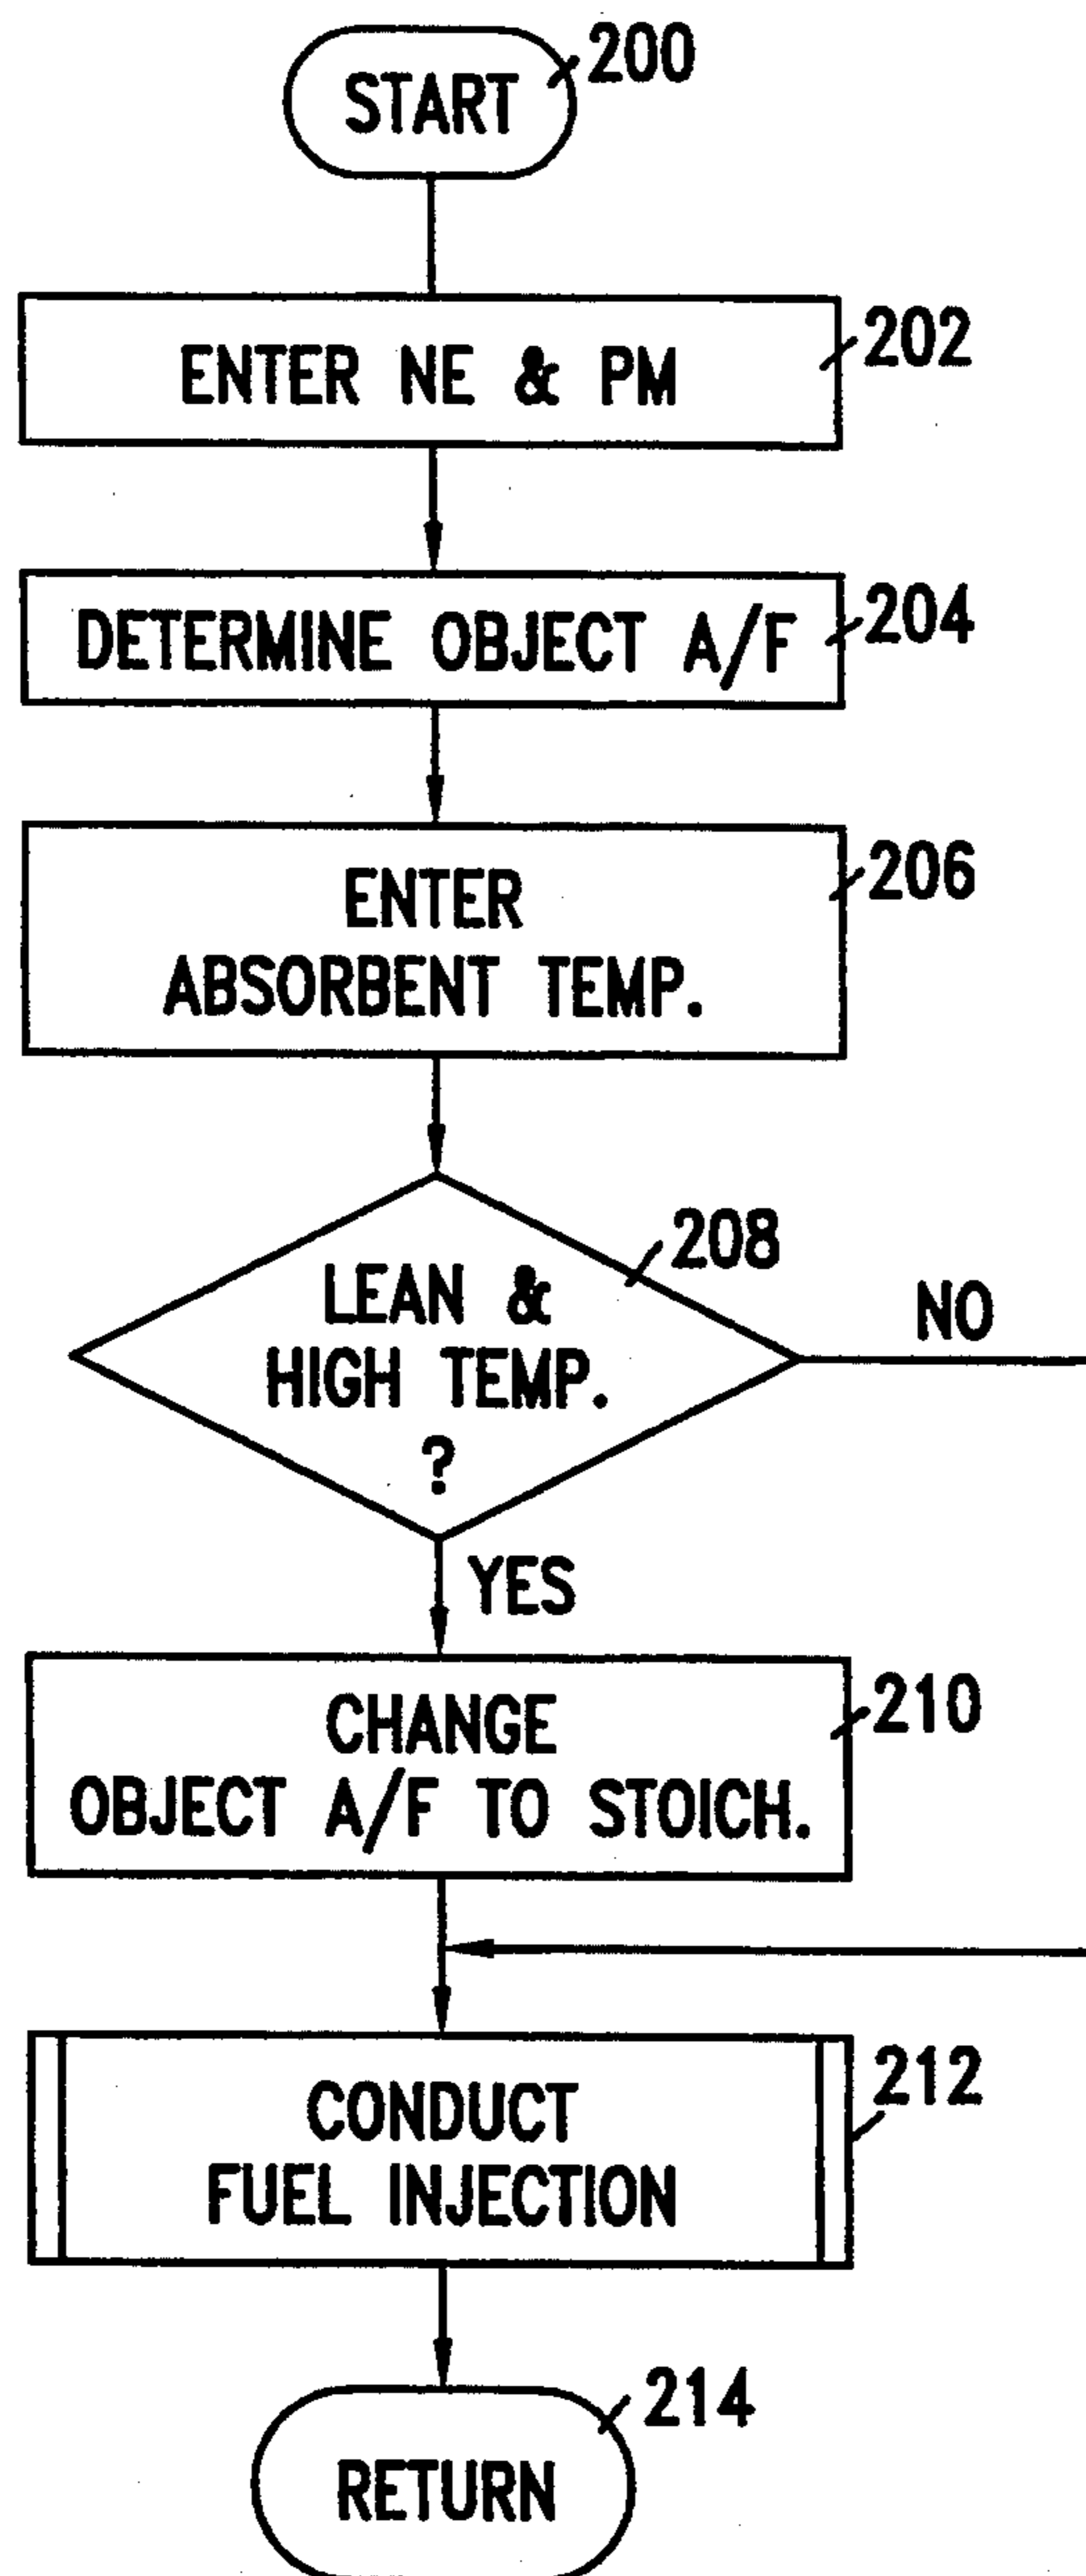 START
200
ENTER NE & PM
202
DETERMINE OBJECT A/F
204
ENTER
ABSORBENT TEMP.
206
LEAN &
HIGH TEMP.
?
208
NO
YES
CHANGE
OBJECT A/F TO STOICH.
210
CONDUCT
FUEL INJECTION
212
RETURN
214